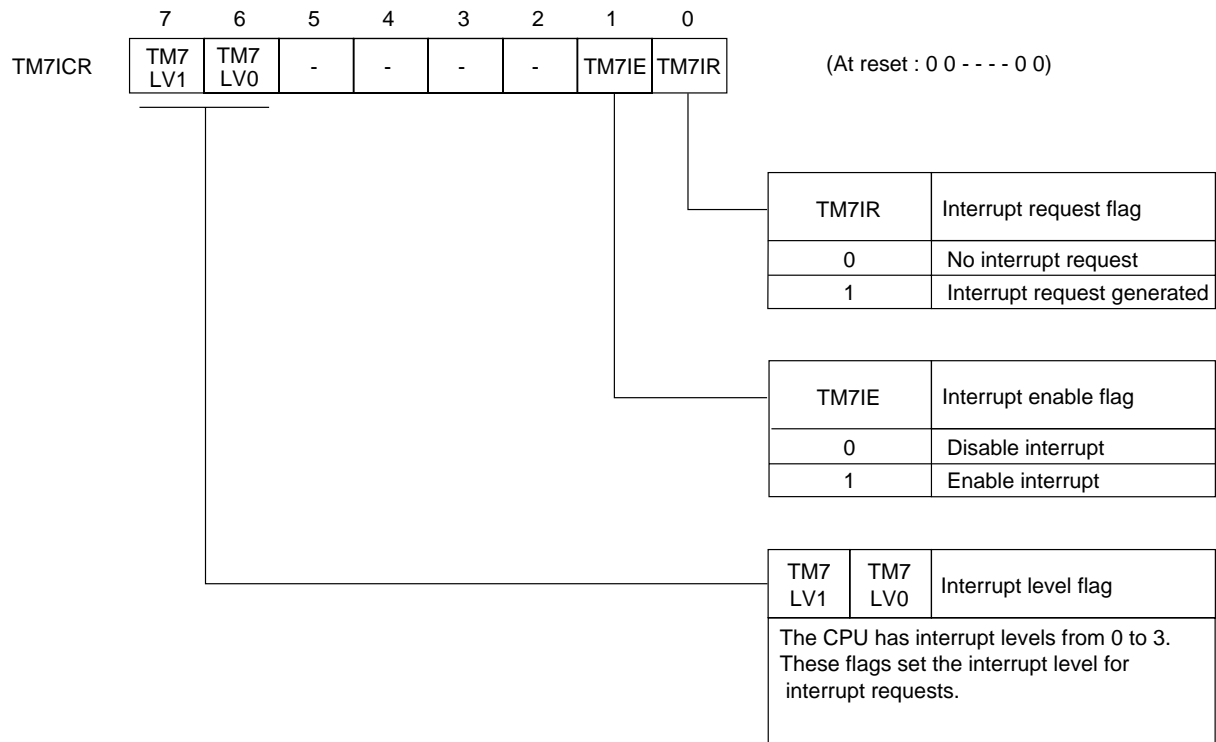 7 6 5 4 3 2 1 0
TM7ICR TM7 LV1 TM7 LV0 - - - - TM7IE TM7IR (At reset : 0 0 - - - - 0 0)
TM7IR Interrupt request flag
0 No interrupt request
1 Interrupt request generated
TM7IE Interrupt enable flag
0 Disable interrupt
1 Enable interrupt
TM7 LV1 TM7 LV0 Interrupt level flag
The CPU has interrupt levels from 0 to 3.
These flags set the interrupt level for
interrupt requests.